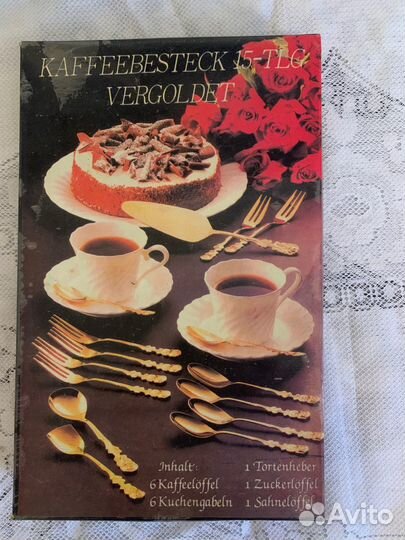 KAFFEEBESTECK 15-TLG.
VERGOLDET
Inhalt:
6 Kaffeelöffel
6 Kuchengabeln
1 Tortenheber
1 Zuckerlöffel
1 Sahnelöffel
Avito